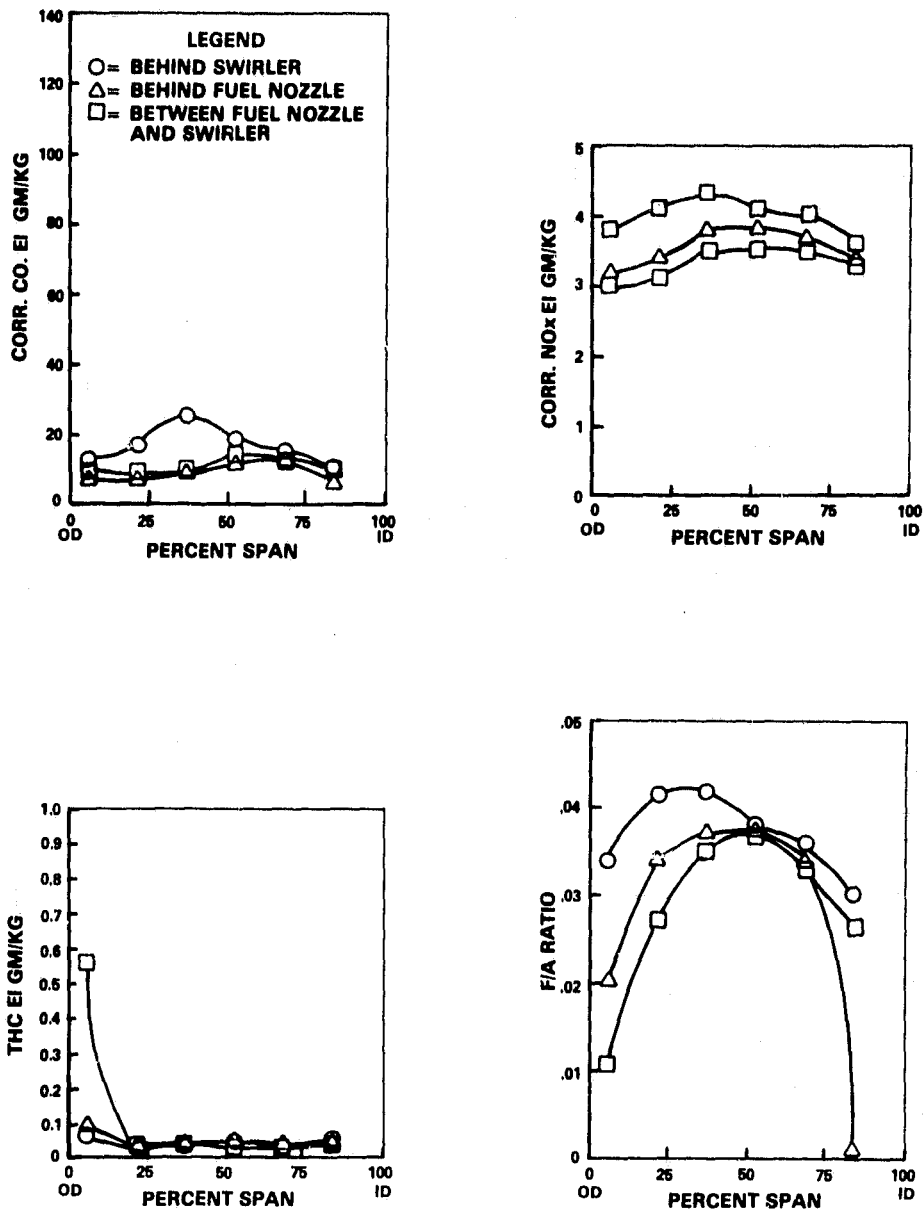 140
120
100
80
60
40
20
0
CORR. CO. EI GM/KG
LEGEND
= BEHIND SWIRLER
= BEHIND FUEL NOZZLE
= BETWEEN FUEL NOZZLE
AND SWIRLER
0 25 50 75 100
OD ID
PERCENT SPAN
5
4
3
2
1
0
CORR. NOx EI GM/KG
0 25 50 75 100
OD ID
PERCENT SPAN
1.0
0.9
0.8
0.7
0.6
0.5
0.4
0.3
0.2
0.1
0
THC EI GM/KG
0 25 50 75 100
OD ID
PERCENT SPAN
.05
.04
.03
.02
.01
0
F/A RATIO
0 25 50 75 100
OD ID
PERCENT SPAN